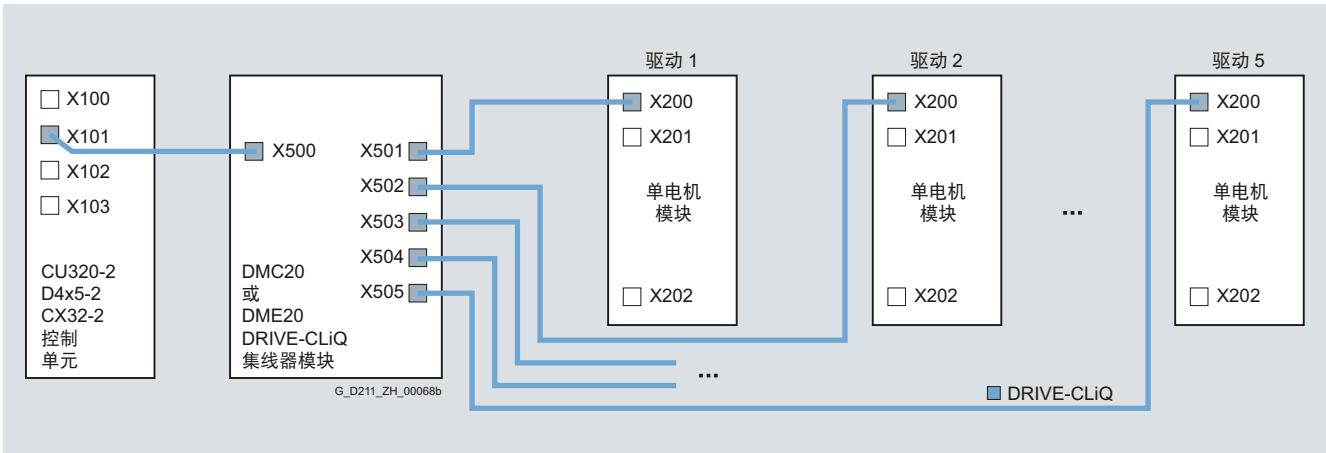 驱动 1
驱动 2
驱动 5
X100
X101
X102
X103
CU320-2
D4x5-2
CX32-2
控制
单元
X500
X501
X502
X503
X504
X505
DMC20
或
DME20
DRIVE-CLiQ
集线器模块
G_D211_ZH_00068b
X200
X201
单电机
模块
X202
X200
X201
单电机
模块
X202
...
...
X200
X201
单电机
模块
X202
DRIVE-CLiQ